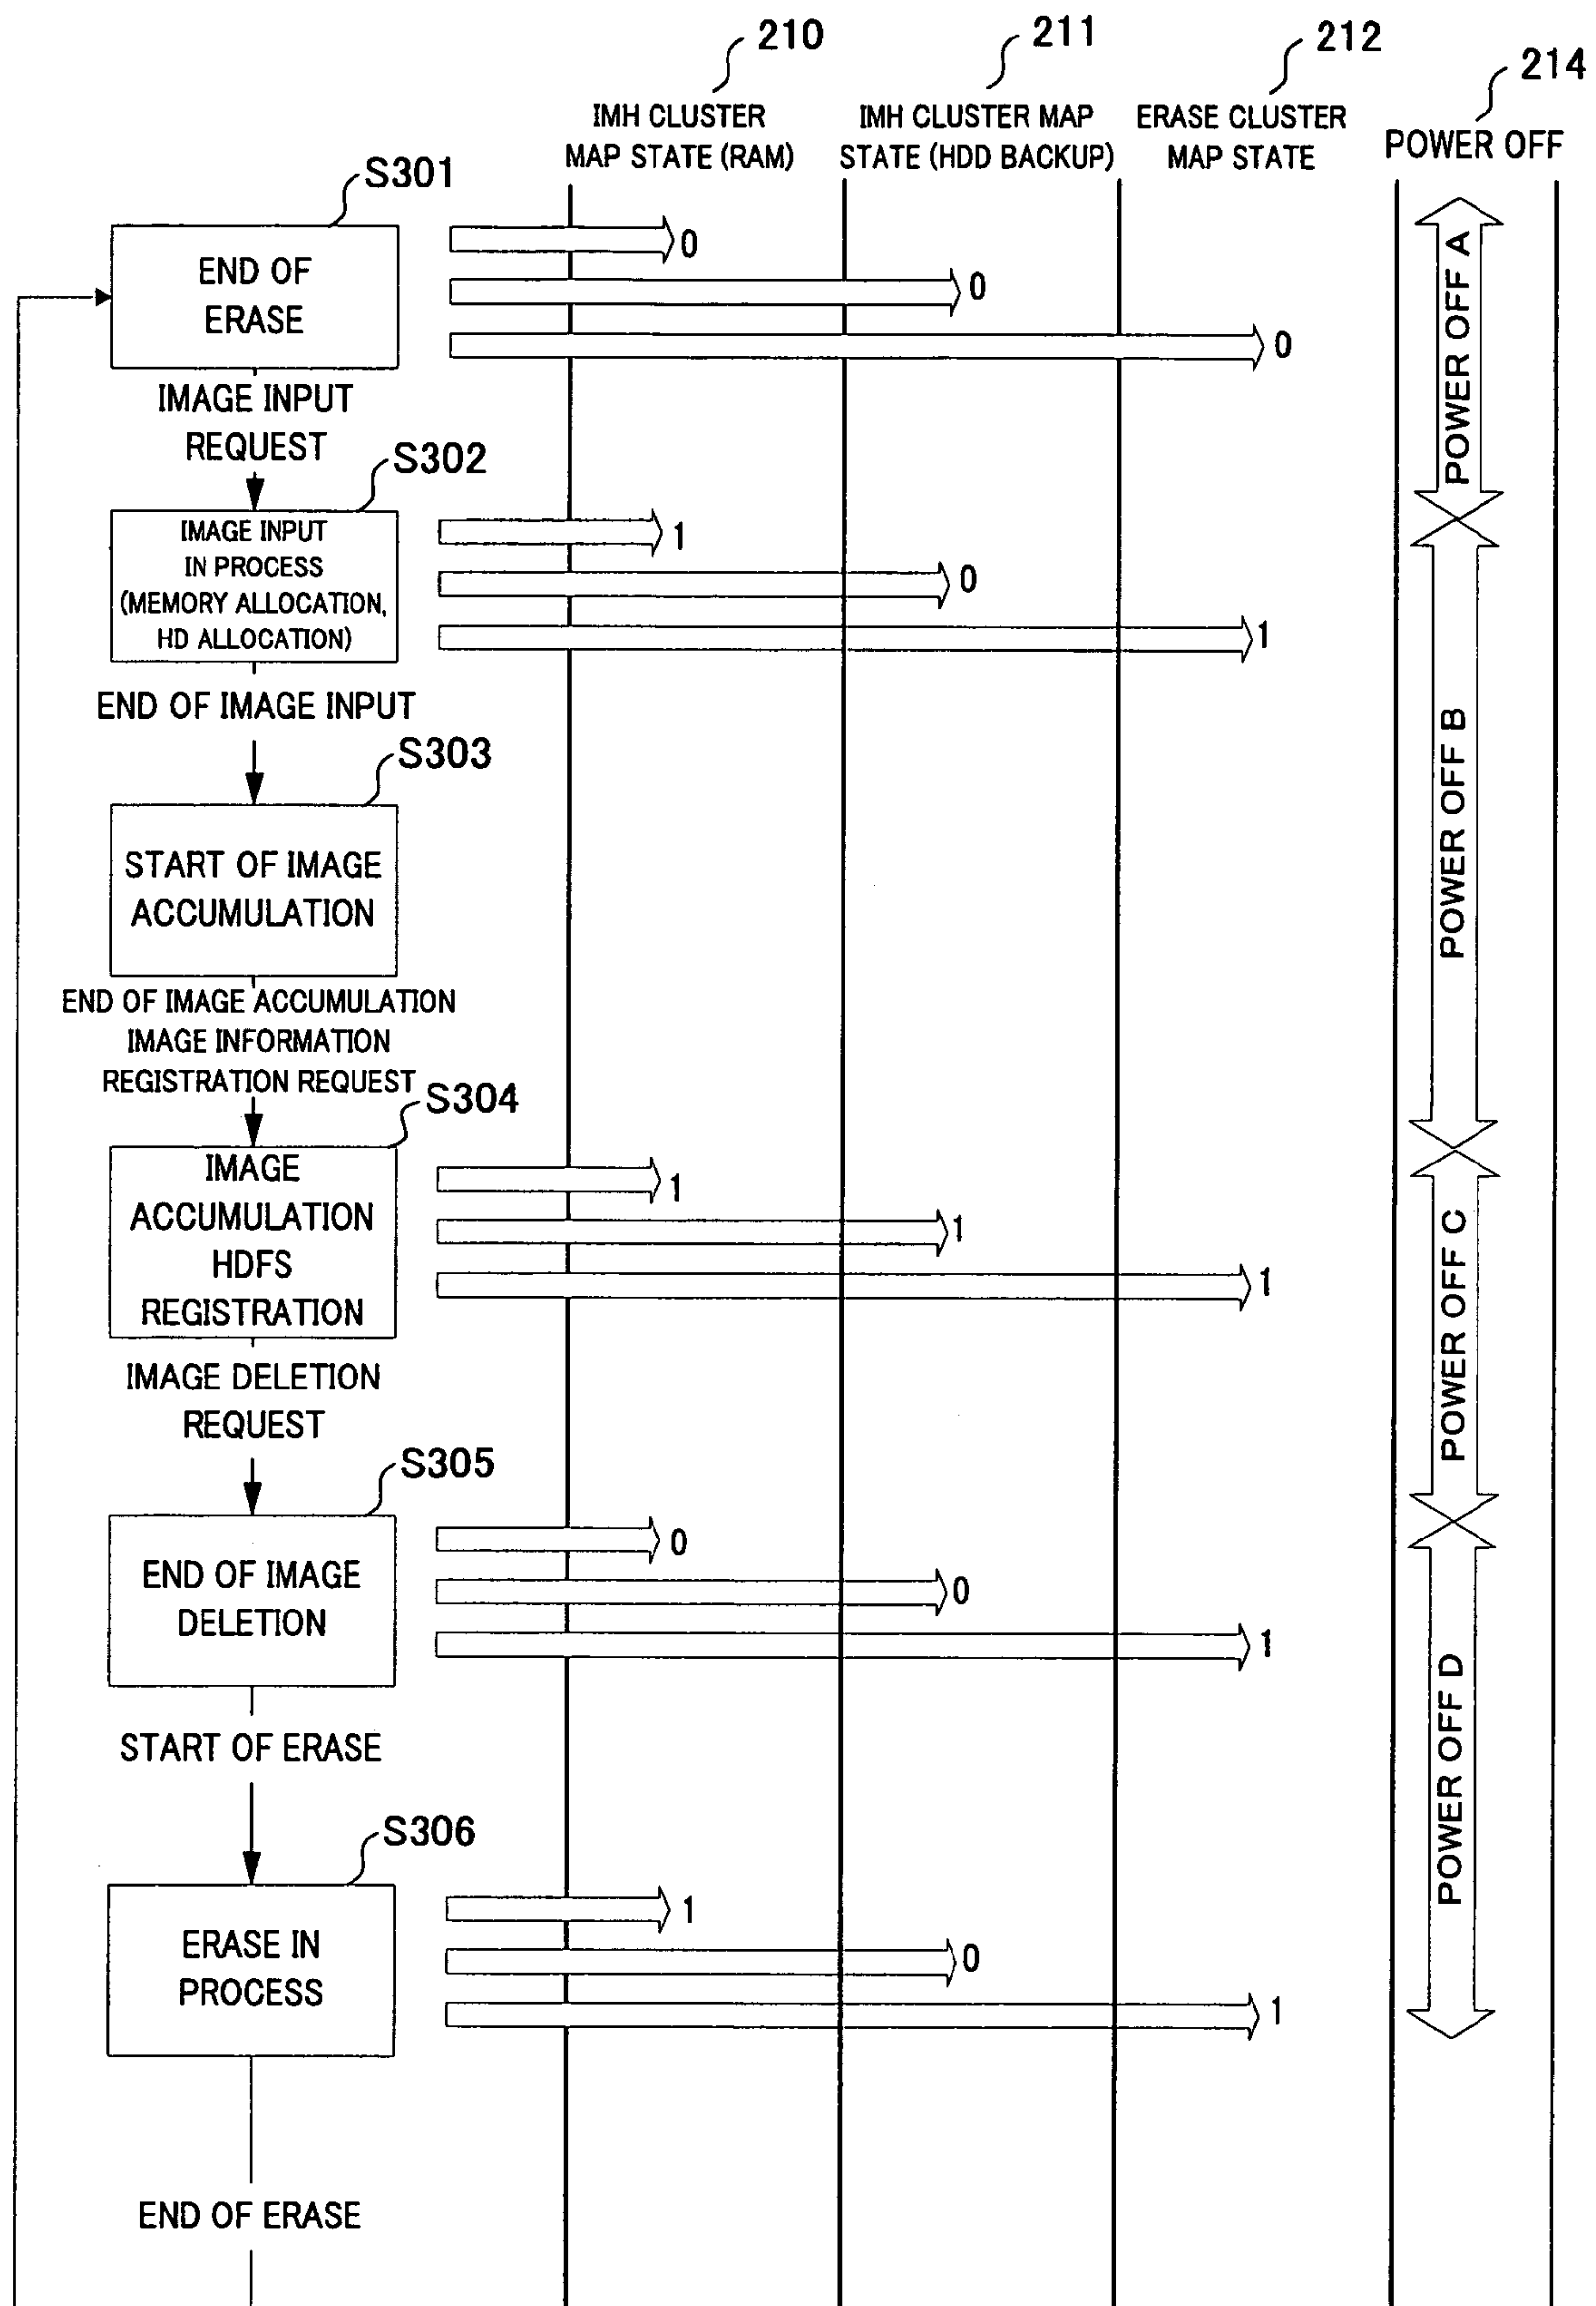 210
211
212
214
IMH CLUSTER
MAP STATE (RAM)
IMH CLUSTER MAP
STATE (HDD BACKUP)
ERASE CLUSTER
MAP STATE
POWER OFF
S301
END OF
ERASE
0
0
0
POWER OFF A
IMAGE INPUT
REQUEST
S302
IMAGE INPUT
IN PROCESS
(MEMORY ALLOCATION,
HD ALLOCATION)
1
0
1
POWER OFF B
END OF IMAGE INPUT
S303
START OF IMAGE
ACCUMULATION
END OF IMAGE ACCUMULATION
IMAGE INFORMATION
REGISTRATION REQUEST
S304
IMAGE
ACCUMULATION
HDFS
REGISTRATION
1
1
1
POWER OFF C
IMAGE DELETION
REQUEST
S305
END OF IMAGE
DELETION
0
0
1
POWER OFF D
START OF ERASE
S306
ERASE IN
PROCESS
1
0
1
END OF ERASE